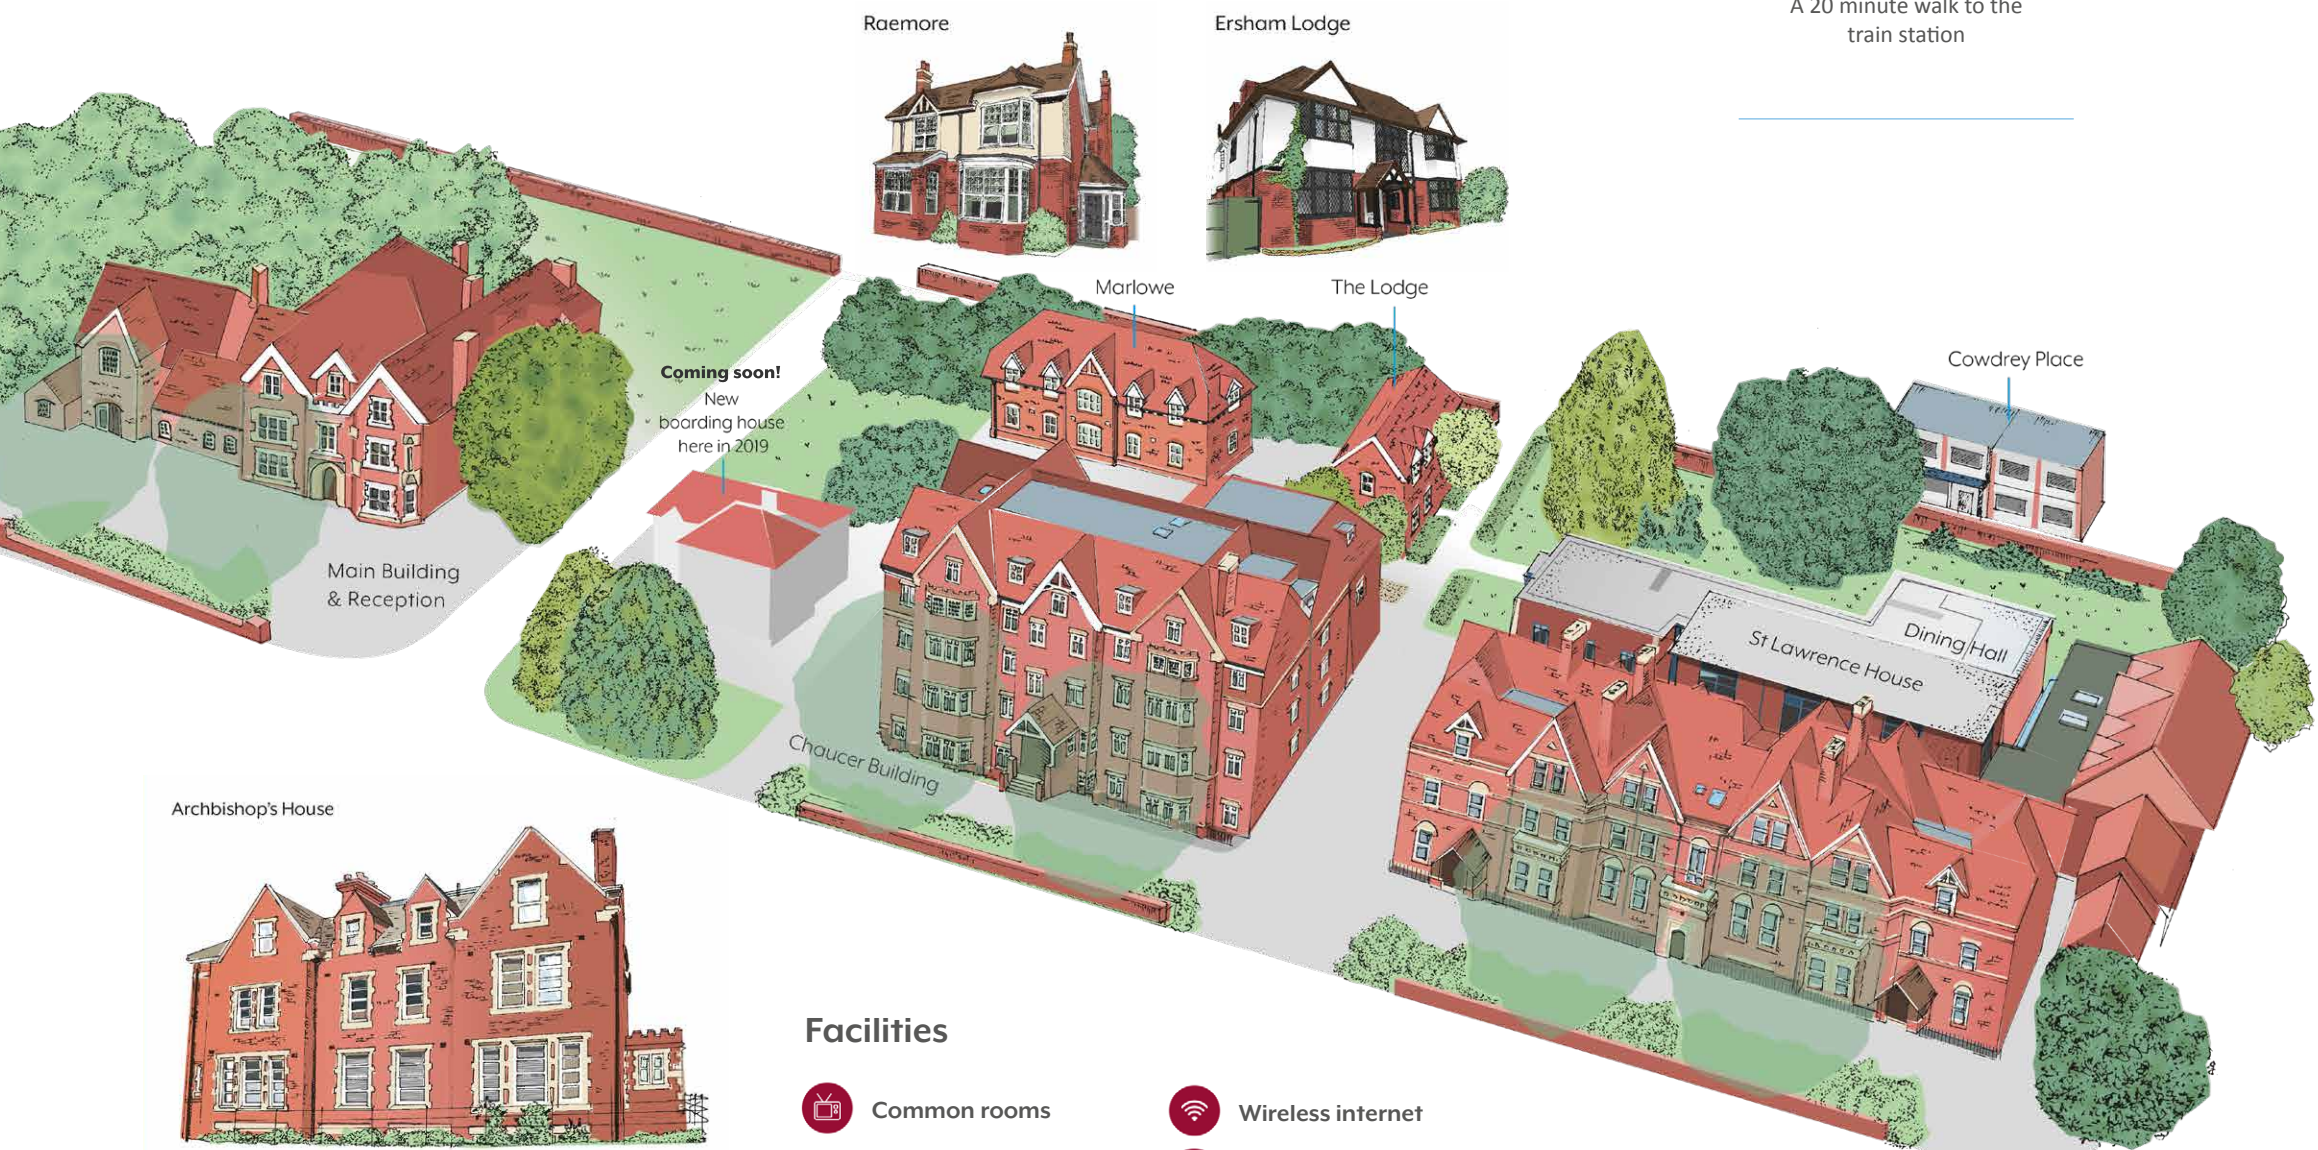 A 20 minute walk to the
train station
Raemore
Ersham Lodge
Marlowe
The Lodge
Cowdrey Place
Coming soon!
New
boarding house
here in 2019
Main Building
& Reception
St Lawrence House
Dining Hall
Chaucer Building
Archbishop's House
Facilities
Common rooms
Wireless internet